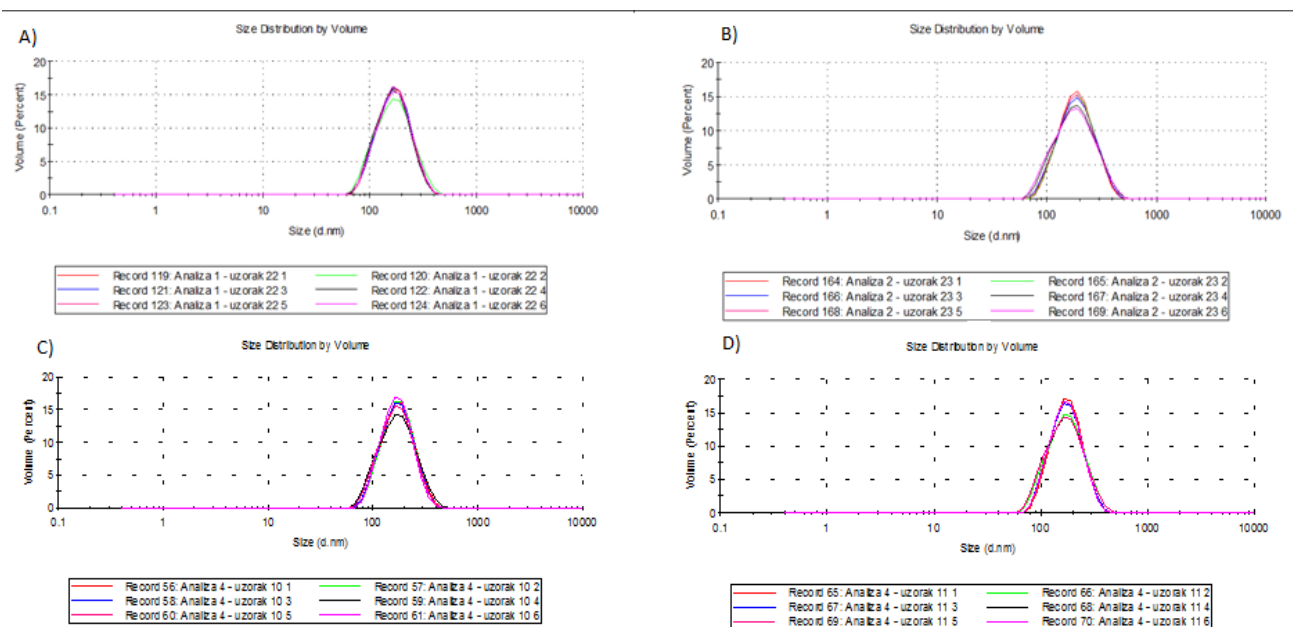 A)
Size Distribution by Volume
20
15
10
5
0
Volume (Percent)
0.1 1 10 100 1000 10000
Size (d.nm)
Record 119: Analiza 1 - uzorak 22 1 Record 120: Analiza 1 - uzorak 22 2
Record 121: Analiza 1 - uzorak 22 3 Record 122: Analiza 1 - uzorak 22 4
Record 123: Analiza 1 - uzorak 22 5 Record 124: Analiza 1 - uzorak 22 6
B)
Size Distribution by Volume
20
15
10
5
0
Volume (Percent)
0.1 1 10 100 1000 10000
Size (d.nm)
Record 164: Analiza 2 - uzorak 23 1 Record 165: Analiza 2 - uzorak 23 2
Record 166: Analiza 2 - uzorak 23 3 Record 167: Analiza 2 - uzorak 23 4
Record 168: Analiza 2 - uzorak 23 5 Record 169: Analiza 2 - uzorak 23 6
C)
Size Distribution by Volume
20
15
10
5
0
Volume (Percent)
0.1 1 10 100 1000 10000
Size (d.nm)
Record 56: Analiza 4 - uzorak 10 1 Record 57: Analiza 4 - uzorak 10 2
Record 58: Analiza 4 - uzorak 10 3 Record 59: Analiza 4 - uzorak 10 4
Record 60: Analiza 4 - uzorak 10 5 Record 61: Analiza 4 - uzorak 10 6
D)
Size Distribution by Volume
20
15
10
5
0
Volume (Percent)
0.1 1 10 100 1000 10000
Size (d.nm)
Record 65: Analiza 4 - uzorak 11 1 Record 66: Analiza 4 - uzorak 11 2
Record 67: Analiza 4 - uzorak 11 3 Record 68: Analiza 4 - uzorak 11 4
Record 69: Analiza 4 - uzorak 11 5 Record 70: Analiza 4 - uzorak 11 6